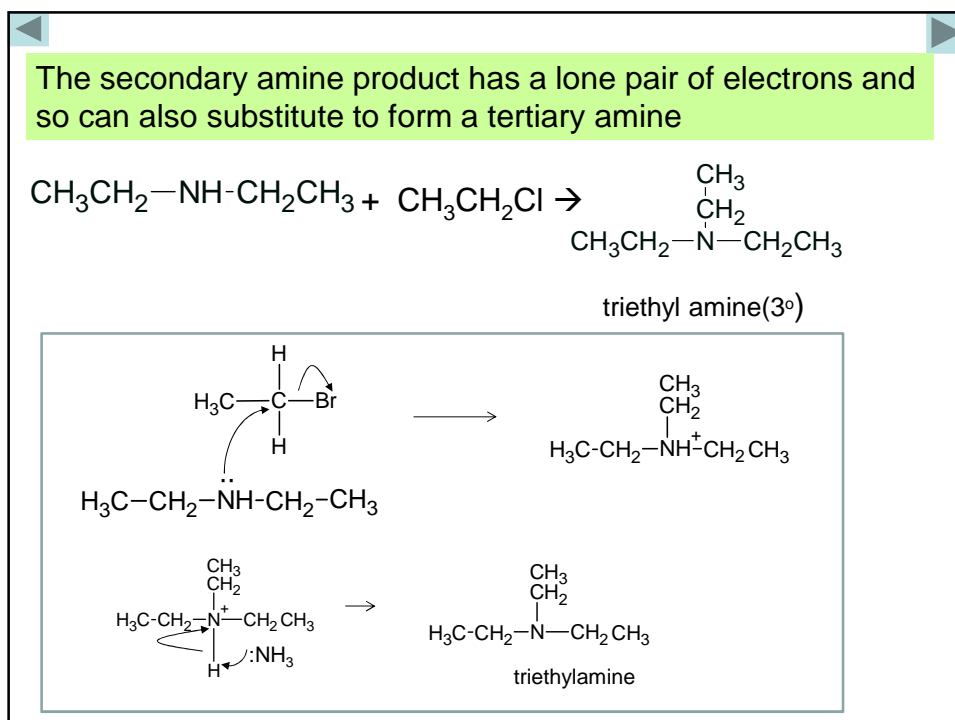 The secondary amine product has a lone pair of electrons and
so can also substitute to form a tertiary amine
CH₃CH₂—NH-CH₂CH₃ + CH₃CH₂Cl →
CH₃
CH₂
CH₃CH₂—N—CH₂CH₃
triethyl amine(3º)
H
H₃C—C—Br
H
··
H₃C–CH₂–NH-CH₂–CH₃
CH₃
CH₂
+
H₃C-CH₂–NH-CH₂CH₃
CH₃
CH₂
+
H₃C-CH₂–N—CH₂CH₃
H
:NH₃
CH₃
CH₂
H₃C-CH₂–N—CH₂CH₃
triethylamine